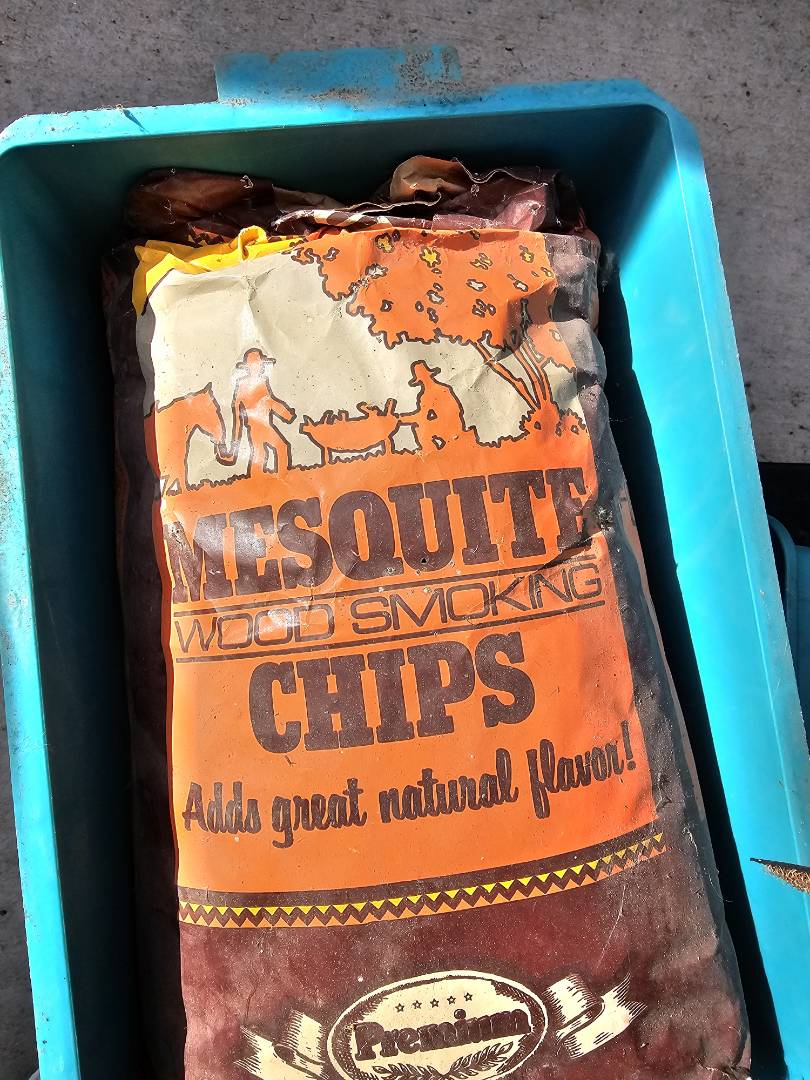 MESQUITE
WOOD SMOKING
CHIPS
Adds great natural flavor!
Premium